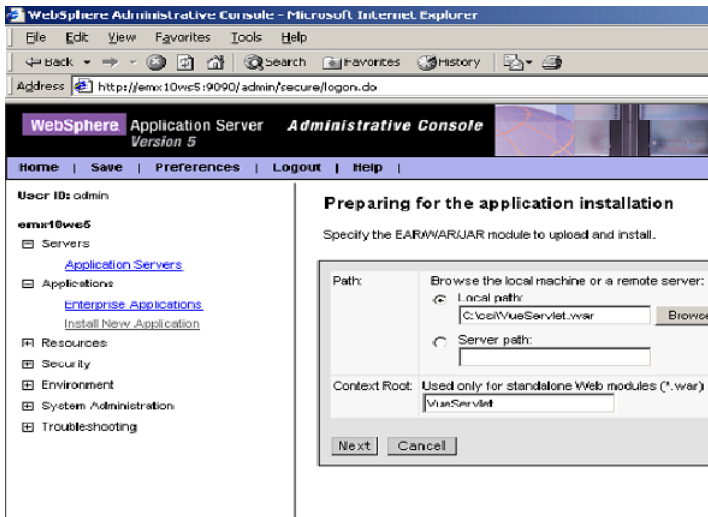 WebSphere Administrative Console - Microsoft Internet Explorer
File Edit View Favorites Tools Help
Back Search Favorites History
Address http://emx10ws5:9090/admin/secure/logon.do
WebSphere Application Server Administrative Console
Version 5
Home | Save | Preferences | Logout | Help |
User ID: admin
emx10ws5
Servers
Application Servers
Applications
Enterprise Applications
Install New Application
Resources
Security
Environment
System Administration
Troubleshooting
Preparing for the application installation
Specify the EAR/WAR/JAR module to upload and install.
Path: Browse the local machine or a remote server:
Local path:
C:\csi\VueServlet.war Browse
Server path:
Context Root: Used only for standalone Web modules (*.war)
VueServlet
Next Cancel